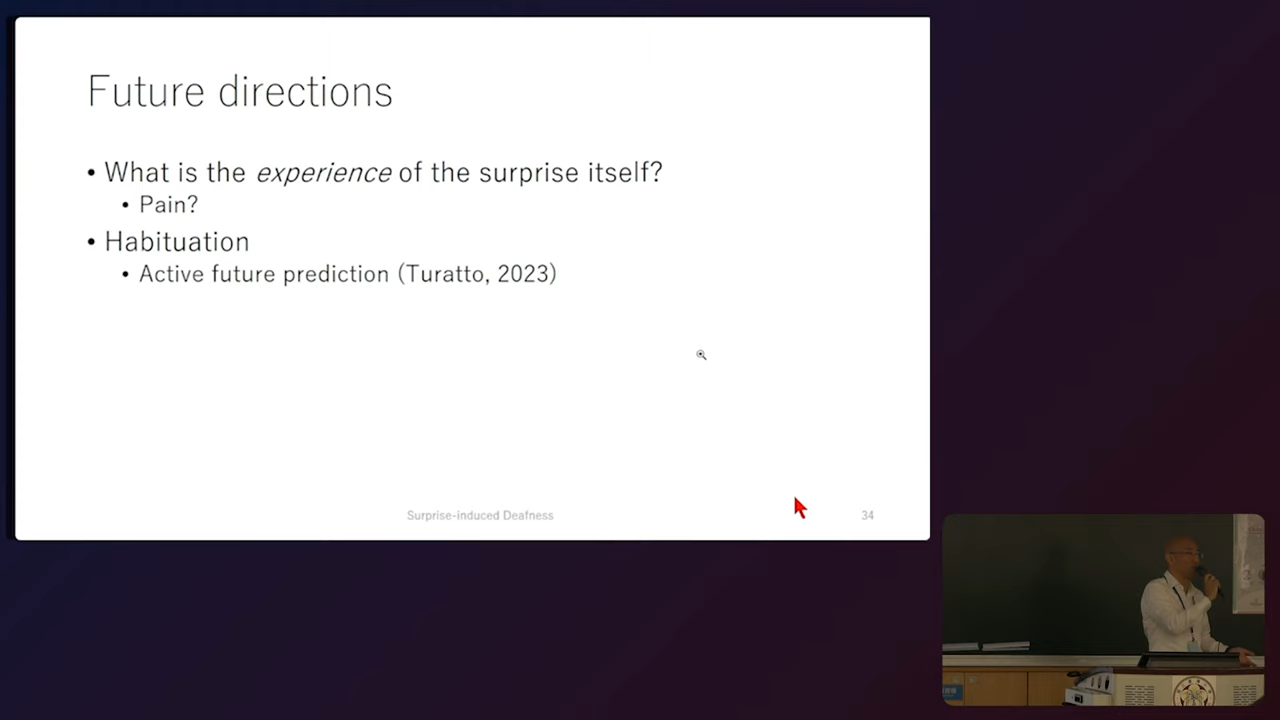 Future directions
• What is the experience of the surprise itself?
• Pain?
• Habituation
• Active future prediction (Turatto, 2023)
Surprise-induced Deafness
34